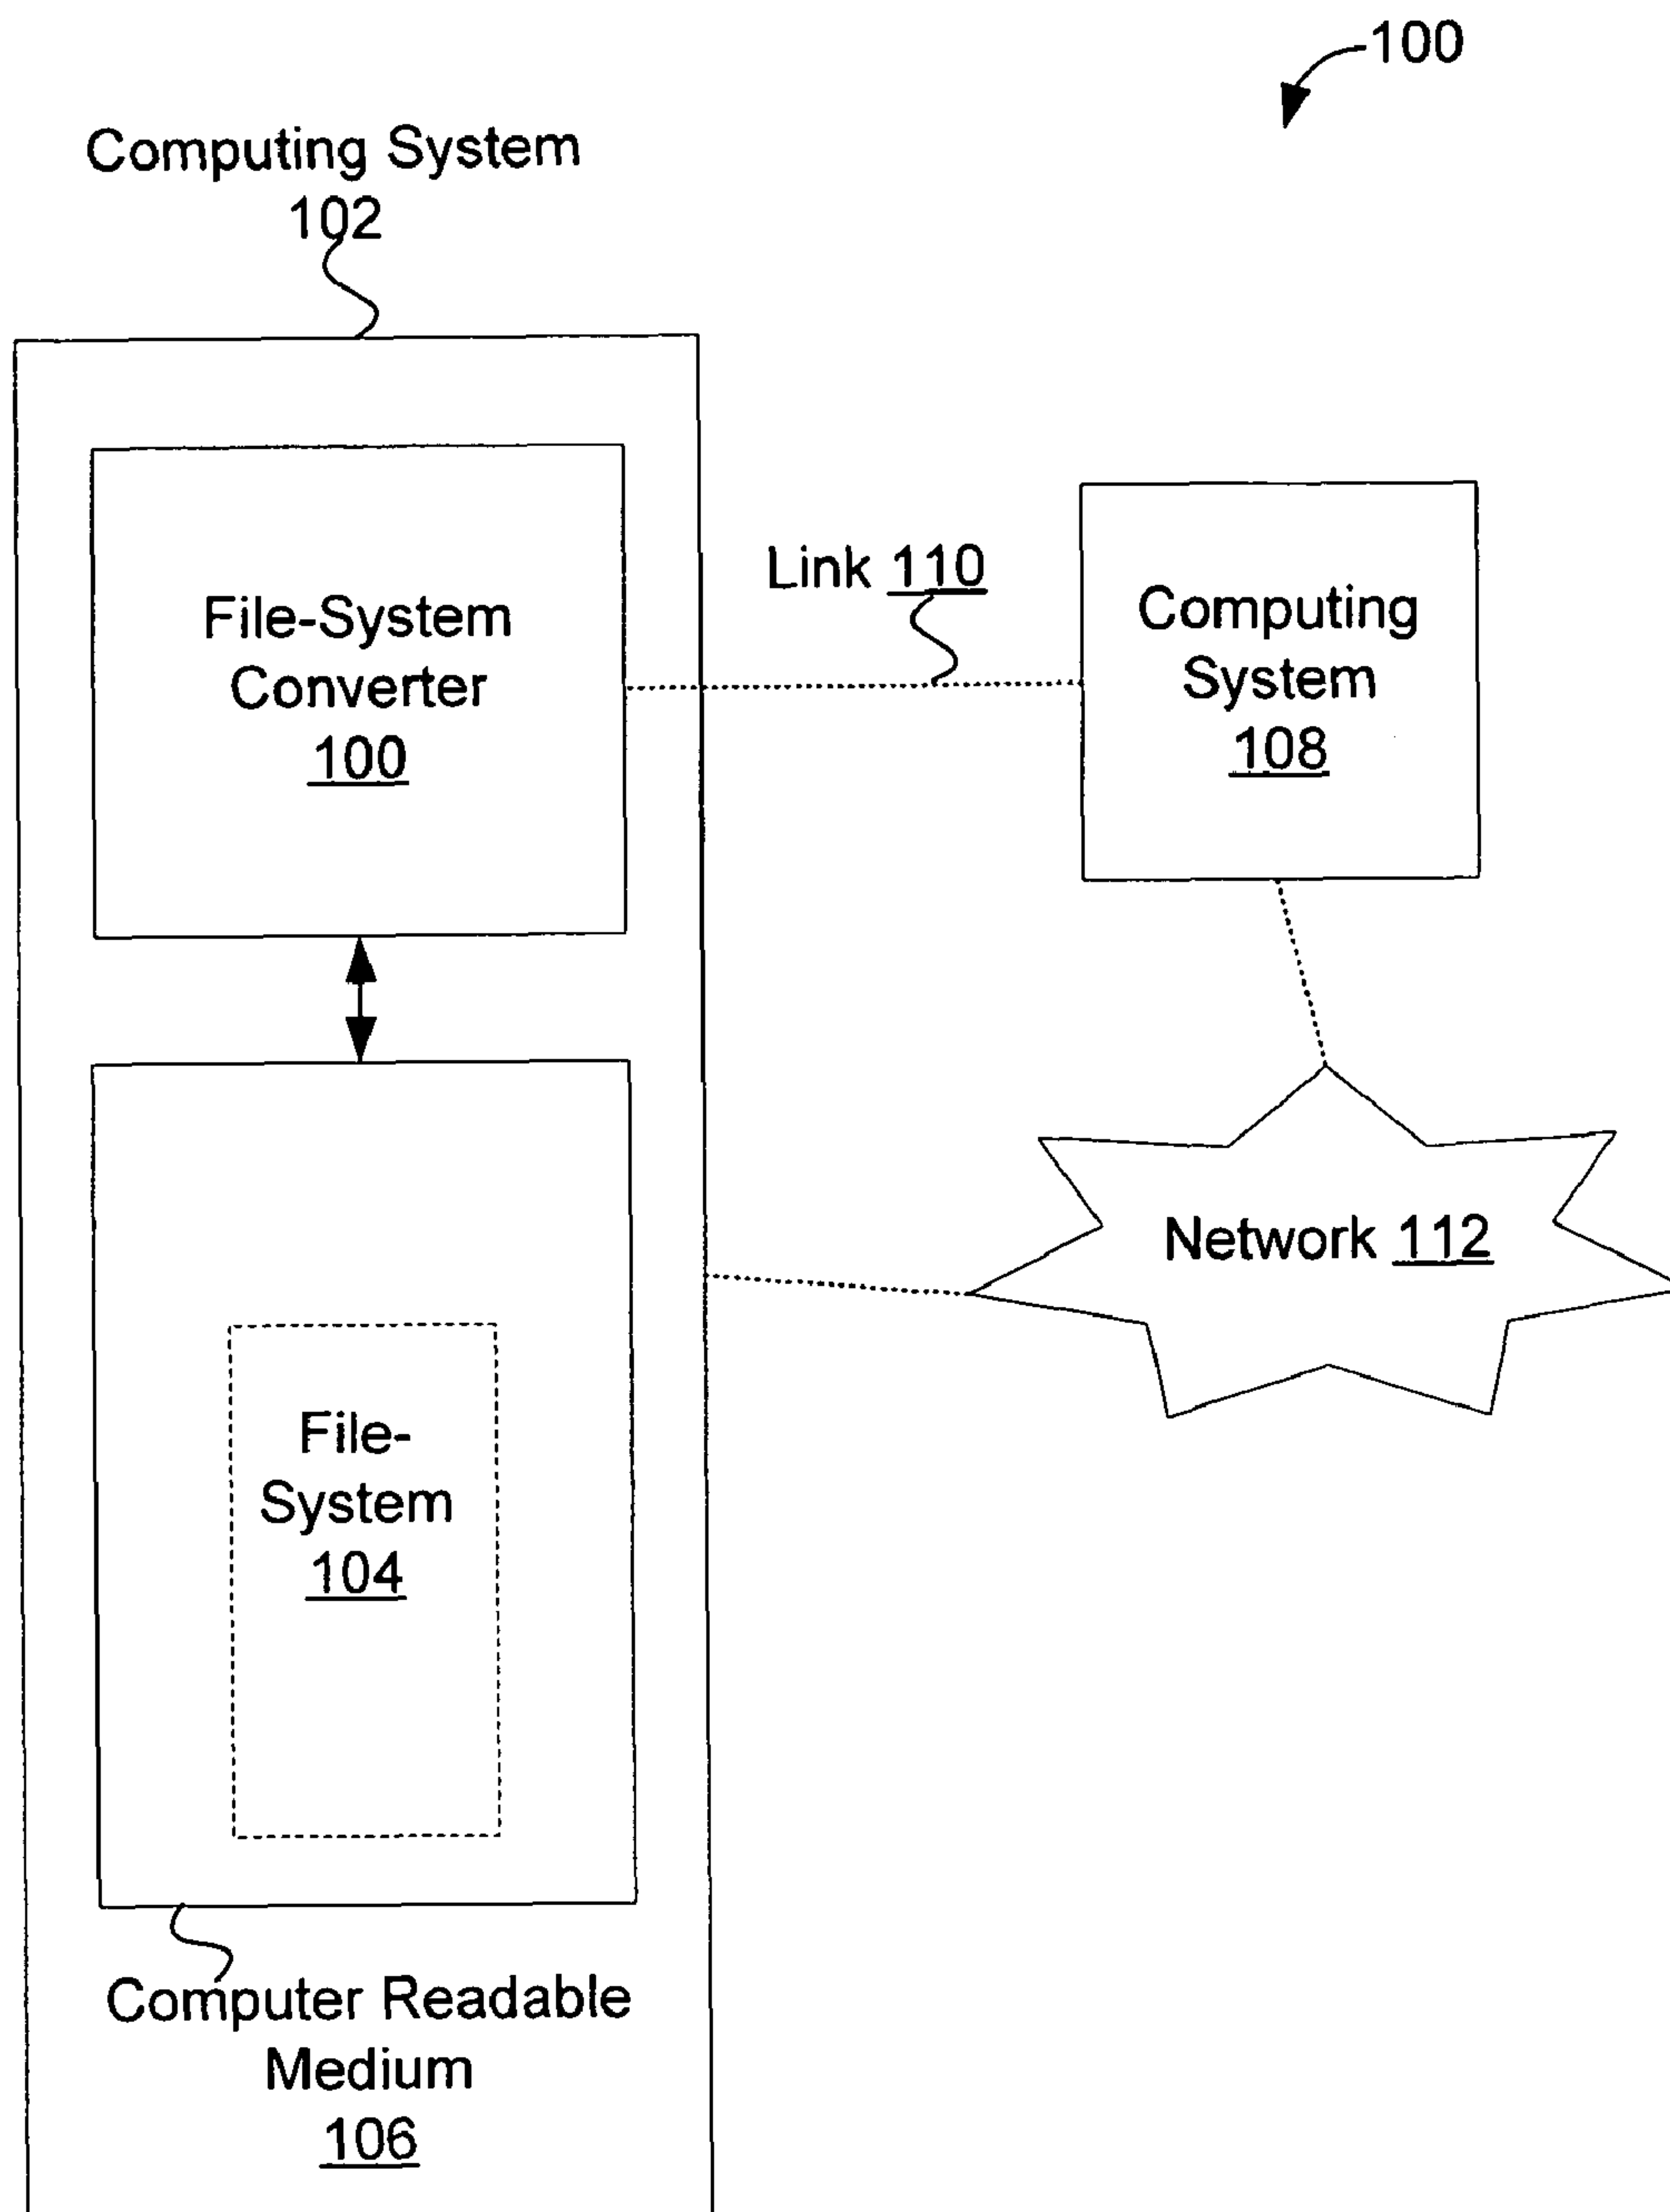 100
Computing System
102
File-System
Converter
100
Link 110
Computing
System
108
Network 112
File-
System
104
Computer Readable
Medium
106